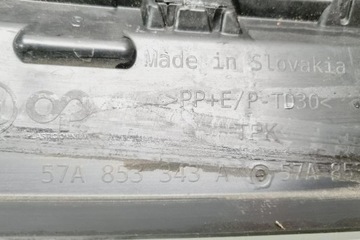 Made in Slovakia
>PP+E/P-TD30<
57A 853 343 A 57A 85